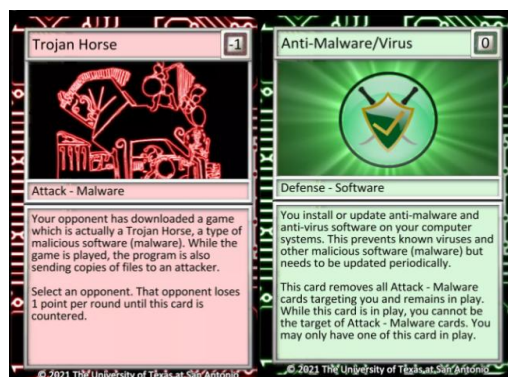 Trojan Horse
-1
Attack - Malware
Your opponent has downloaded a game
which is actually a Trojan Horse, a type of
malicious software (malware). While the
game is played, the program is also
sending copies of files to an attacker.
Select an opponent. That opponent loses
1 point per round until this card is
countered.
© 2021 The University of Texas at San Antonio
Anti-Malware/Virus
0
Defense - Software
You install or update anti-malware and
anti-virus software on your computer
systems. This prevents known viruses and
other malicious software (malware) but
needs to be updated periodically.
This card removes all Attack - Malware
cards targeting you and remains in play.
While this card is in play, you cannot be
the target of Attack - Malware cards. You
may only have one of this card in play.
© 2021 The University of Texas at San Antonio